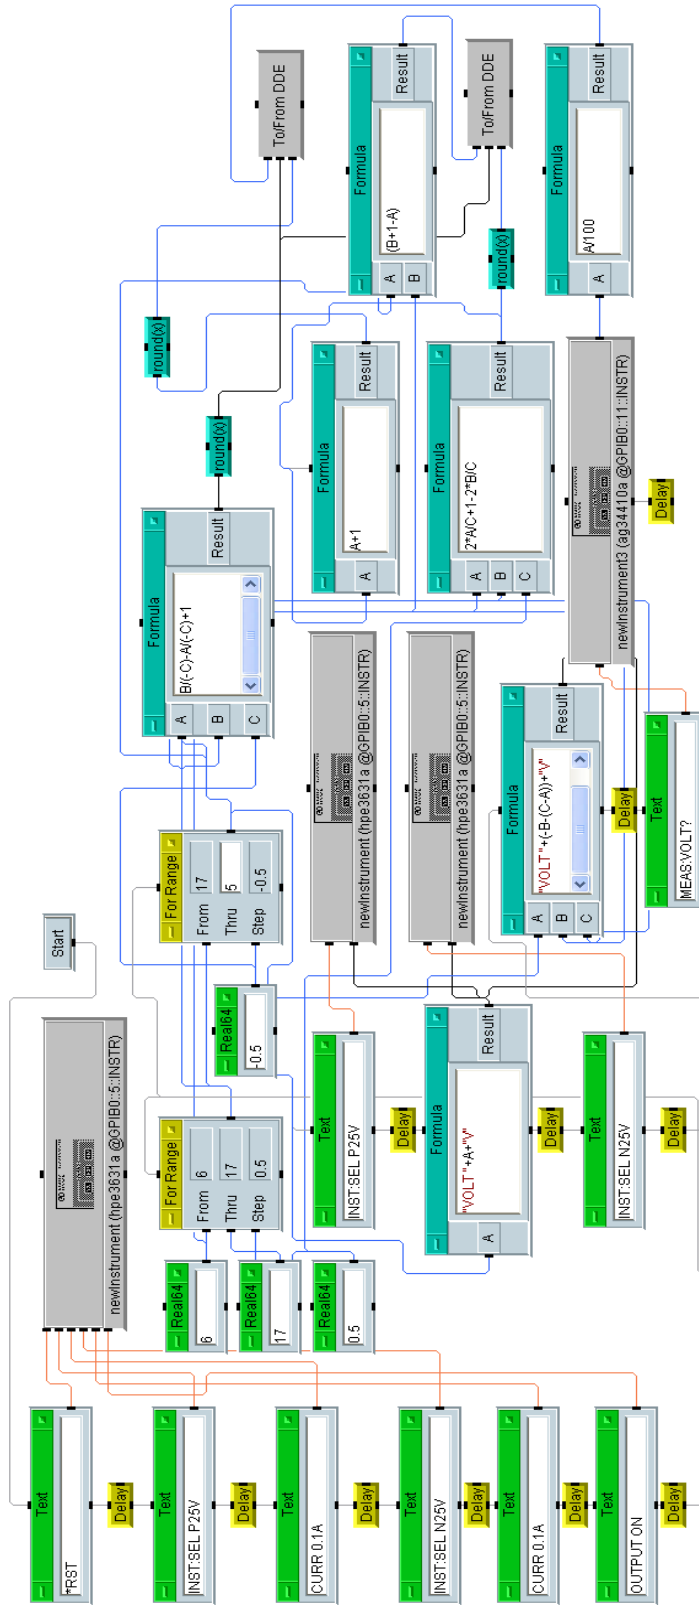 Text
*RST
Delay
Text
INST:SEL P25V
Delay
Text
CURR 0.1A
Delay
Text
INST:SEL N25V
Delay
Text
CURR 0.1A
Delay
Text
OUTPUT ON
newInstrument (hpe3631a @GPIB0::5::INSTR)
Start
Real64
6
Real64
17
Real64
0.5
For Range
From
6
Thru
17
Step
0.5
Real64
-0.5
For Range
From
17
Thru
5
Step
-0.5
Text
INST:SEL P25V
Delay
Formula
A
"VOLT "+A+"V"
Result
Delay
Text
INST:SEL N25V
Delay
newInstrument (hpe3631a @GPIB0::5::INSTR)
newInstrument (hpe3631a @GPIB0::5::INSTR)
Formula
A
B
C
"VOLT "+(-B-(C-A))+"V"
Result
Delay
Text
MEAS:VOLT?
Formula
A
B
C
B/(-C)-A/(-C)+1
Result
Formula
A
A+1
Result
Formula
A
B
C
2*A/C+1-2*B/C
Result
newInstrument3 (ag34410a @GPIB0::11::INSTR)
Delay
round(x)
round(x)
To/From DDE
Formula
A
B
(B+1-A)
Result
round(x)
To/From DDE
Formula
A
A/100
Result